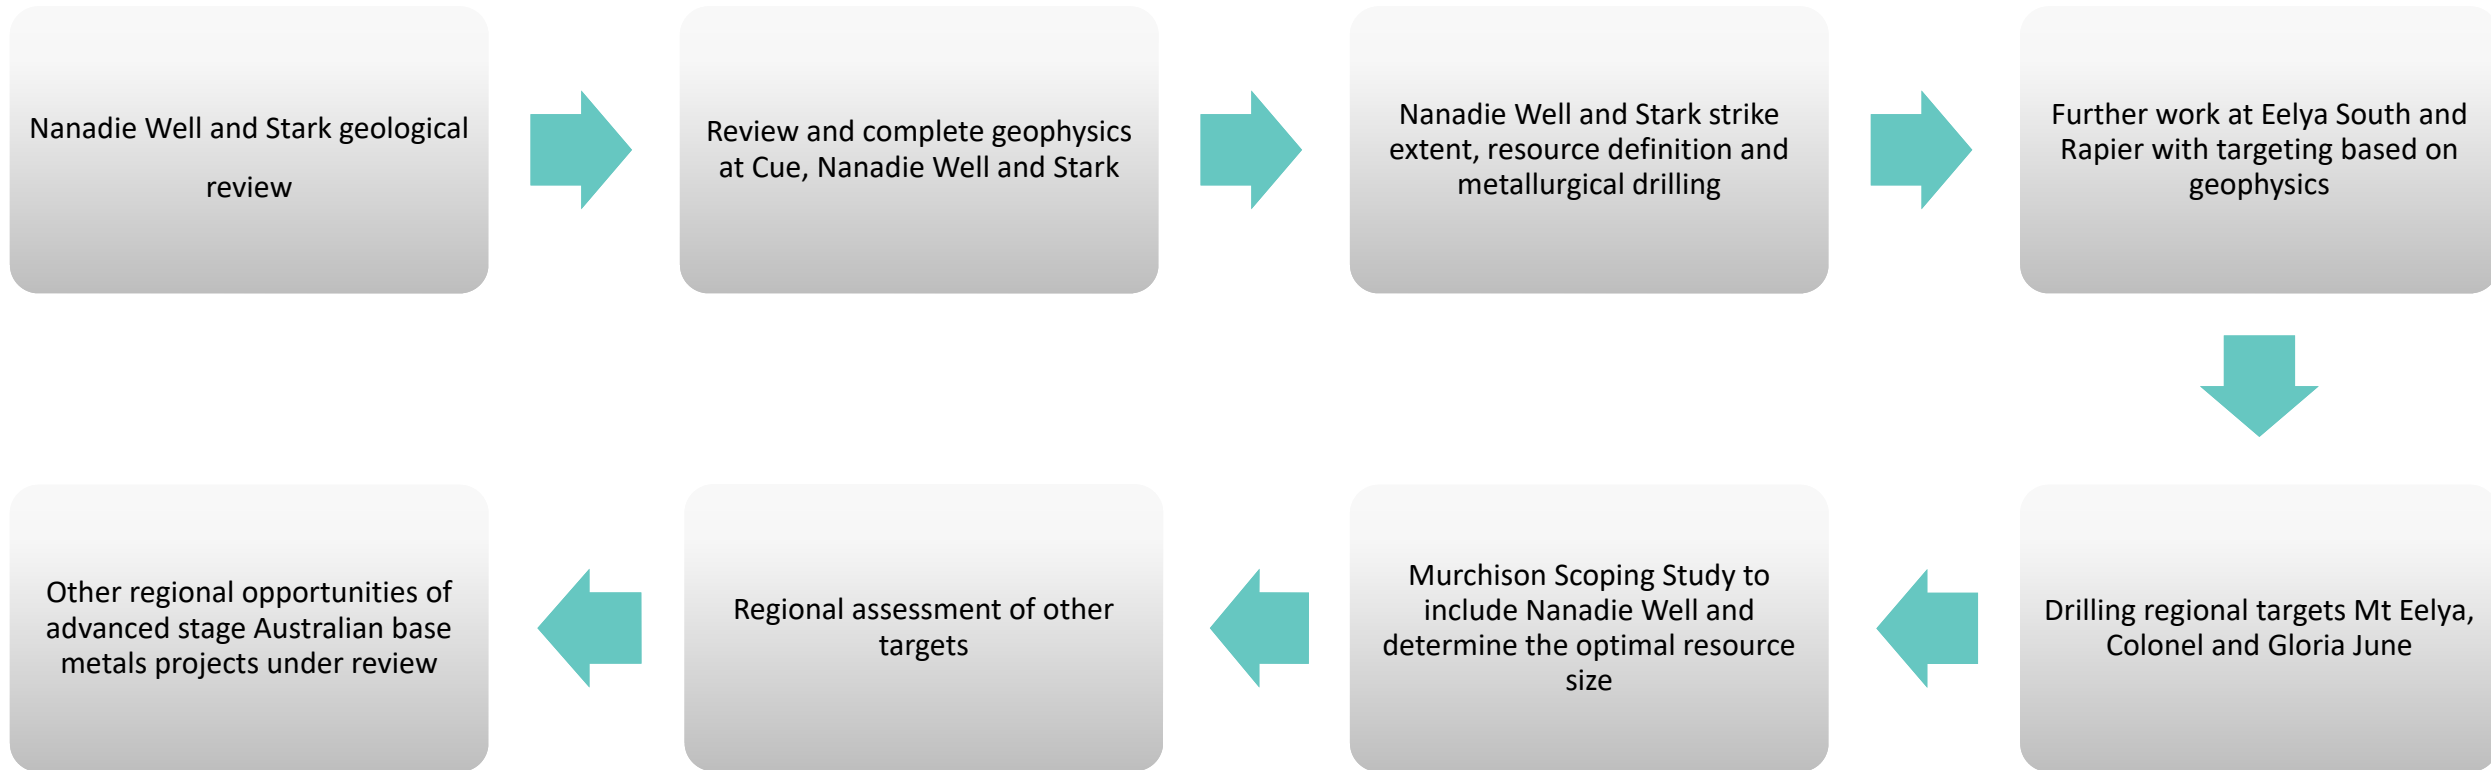 Nanadie Well and Stark geological
review
Review and complete geophysics
at Cue, Nanadie Well and Stark
Nanadie Well and Stark strike
extent, resource definition and
metallurgical drilling
Further work at Eelya South and
Rapier with targeting based on
geophysics
Drilling regional targets Mt Eelya,
Colonel and Gloria June
Murchison Scoping Study to
include Nanadie Well and
determine the optimal resource
size
Regional assessment of other
targets
Other regional opportunities of
advanced stage Australian base
metals projects under review